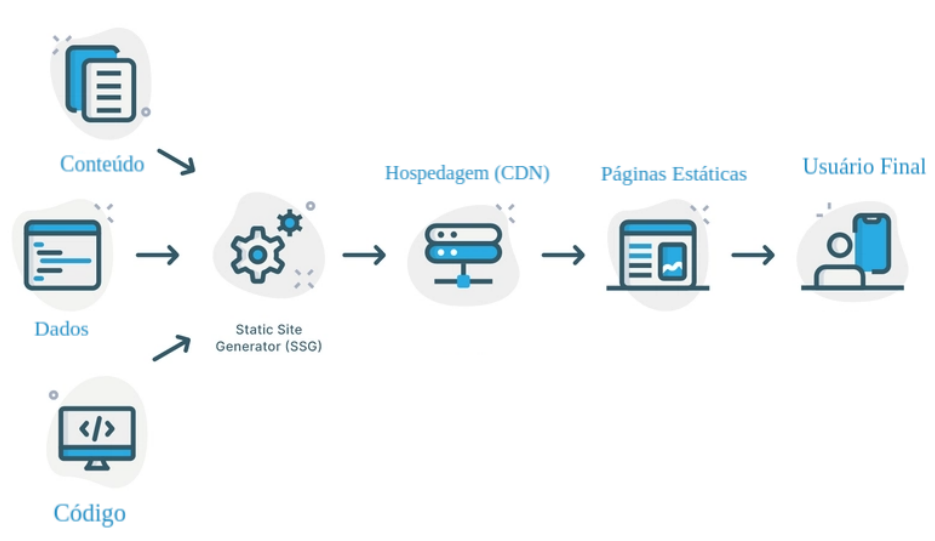 Conteúdo
Dados
Código
Static Site
Generator (SSG)
Hospedagem (CDN)
Páginas Estáticas
Usuário Final